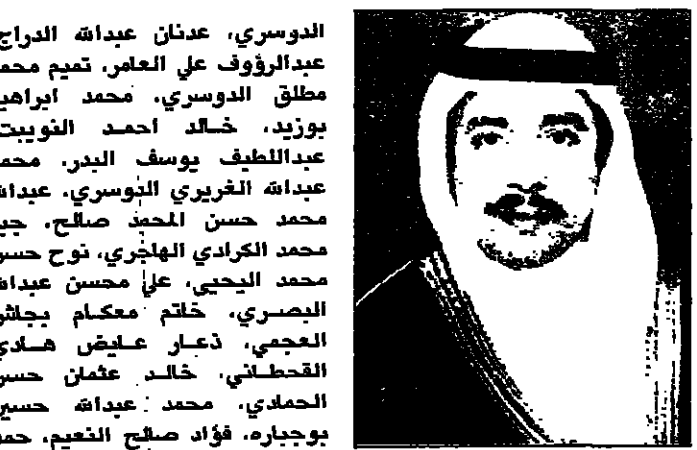 الدوسري، عدنان عبدالله الدراج
عبدالرؤوف علي العامر، تميم محمد
مطلق الدوسري، محمد ابراهيم
بوزيد، خالد احمد النويبت
عبداللطيف يوسف البدر، محمد
عبدالله الغريري الدوسري، عبدالله
محمد حسن المحمد صالح، جبر
محمد الكرادي الهاجري، نوح حسن
محمد اليحيى، علي محسن عبدالله
البصري، خاتم معكام بجاش
العجمي، ذعار عايض هادي
القحطاني، خالد عثمان حسن
الحمادي، محمد عبدالله حسين
بوجباره، فؤاد صالح النعيم، حمد